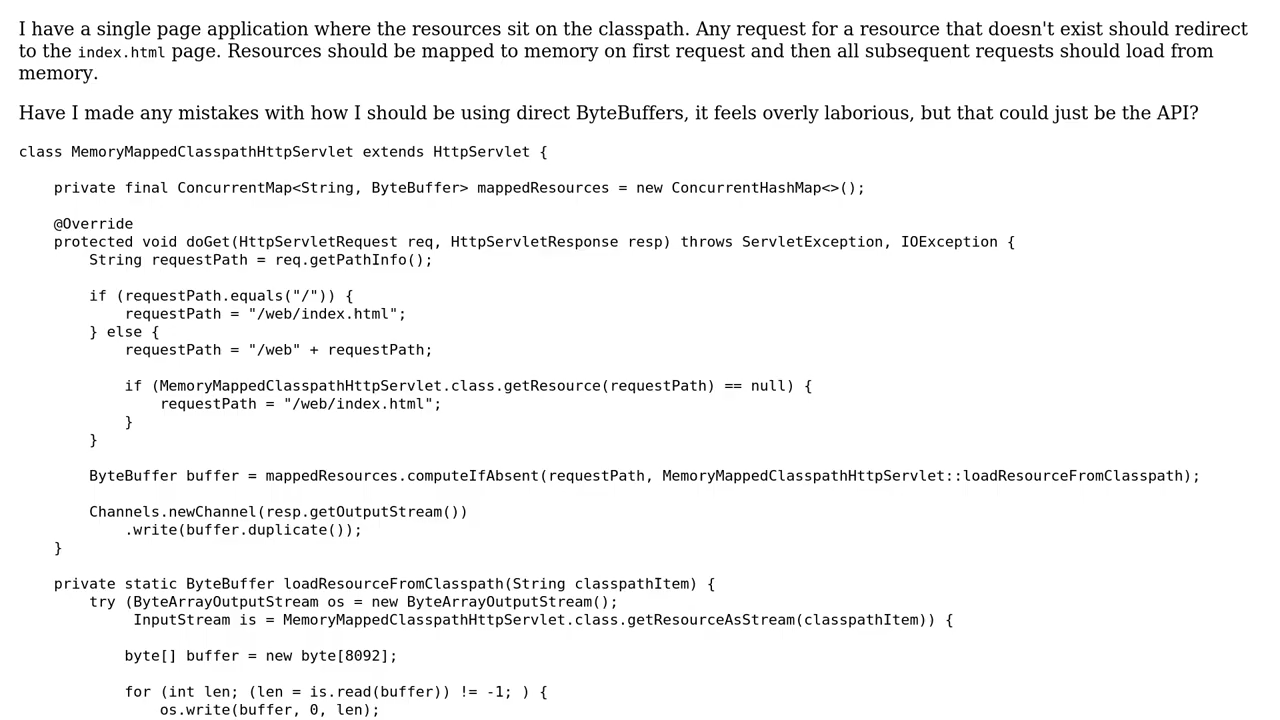 I have a single page application where the resources sit on the classpath. Any request for a resource that doesn't exist should redirect
to the index.html page. Resources should be mapped to memory on first request and then all subsequent requests should load from
memory.
Have I made any mistakes with how I should be using direct ByteBuffers, it feels overly laborious, but that could just be the API?
class MemoryMappedClasspathHttpServlet extends HttpServlet {
    private final ConcurrentMap<String, ByteBuffer> mappedResources = new ConcurrentHashMap<>();
    @Override
    protected void doGet(HttpServletRequest req, HttpServletResponse resp) throws ServletException, IOException {
        String requestPath = req.getPathInfo();
        if (requestPath.equals("/")) {
            requestPath = "/web/index.html";
        } else {
            requestPath = "/web" + requestPath;
            if (MemoryMappedClasspathHttpServlet.class.getResource(requestPath) == null) {
                requestPath = "/web/index.html";
            }
        }
        ByteBuffer buffer = mappedResources.computeIfAbsent(requestPath, MemoryMappedClasspathHttpServlet::loadResourceFromClasspath);
        Channels.newChannel(resp.getOutputStream())
            .write(buffer.duplicate());
    }
    private static ByteBuffer loadResourceFromClasspath(String classpathItem) {
        try (ByteArrayOutputStream os = new ByteArrayOutputStream();
             InputStream is = MemoryMappedClasspathHttpServlet.class.getResourceAsStream(classpathItem)) {
            byte[] buffer = new byte[8092];
            for (int len; (len = is.read(buffer)) != -1; ) {
                os.write(buffer, 0, len);